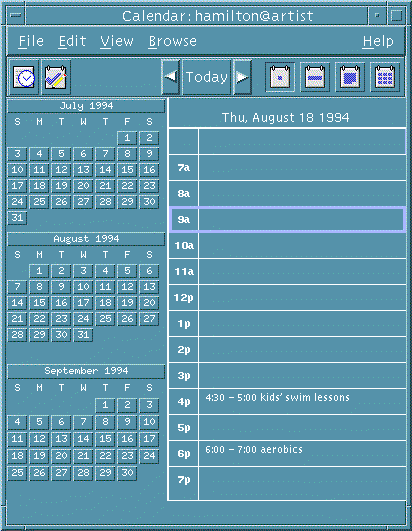 Calendar: hamilton@artist
File Edit View Browse Help
Today
July 1994
S M T W T F S
1 2
3 4 5 6 7 8 9
10 11 12 13 14 15 16
17 18 19 20 21 22 23
24 25 26 27 28 29 30
31
August 1994
S M T W T F S
1 2 3 4 5 6
7 8 9 10 11 12 13
14 15 16 17 18 19 20
21 22 23 24 25 26 27
28 29 30 31
September 1994
S M T W T F S
1 2 3
4 5 6 7 8 9 10
11 12 13 14 15 16 17
18 19 20 21 22 23 24
25 26 27 28 29 30
Thu, August 18 1994
7a
8a
9a
10a
11a
12p
1p
2p
3p
4p 4:30 – 5:00 kids' swim lessons
5p
6p 6:00 – 7:00 aerobics
7p